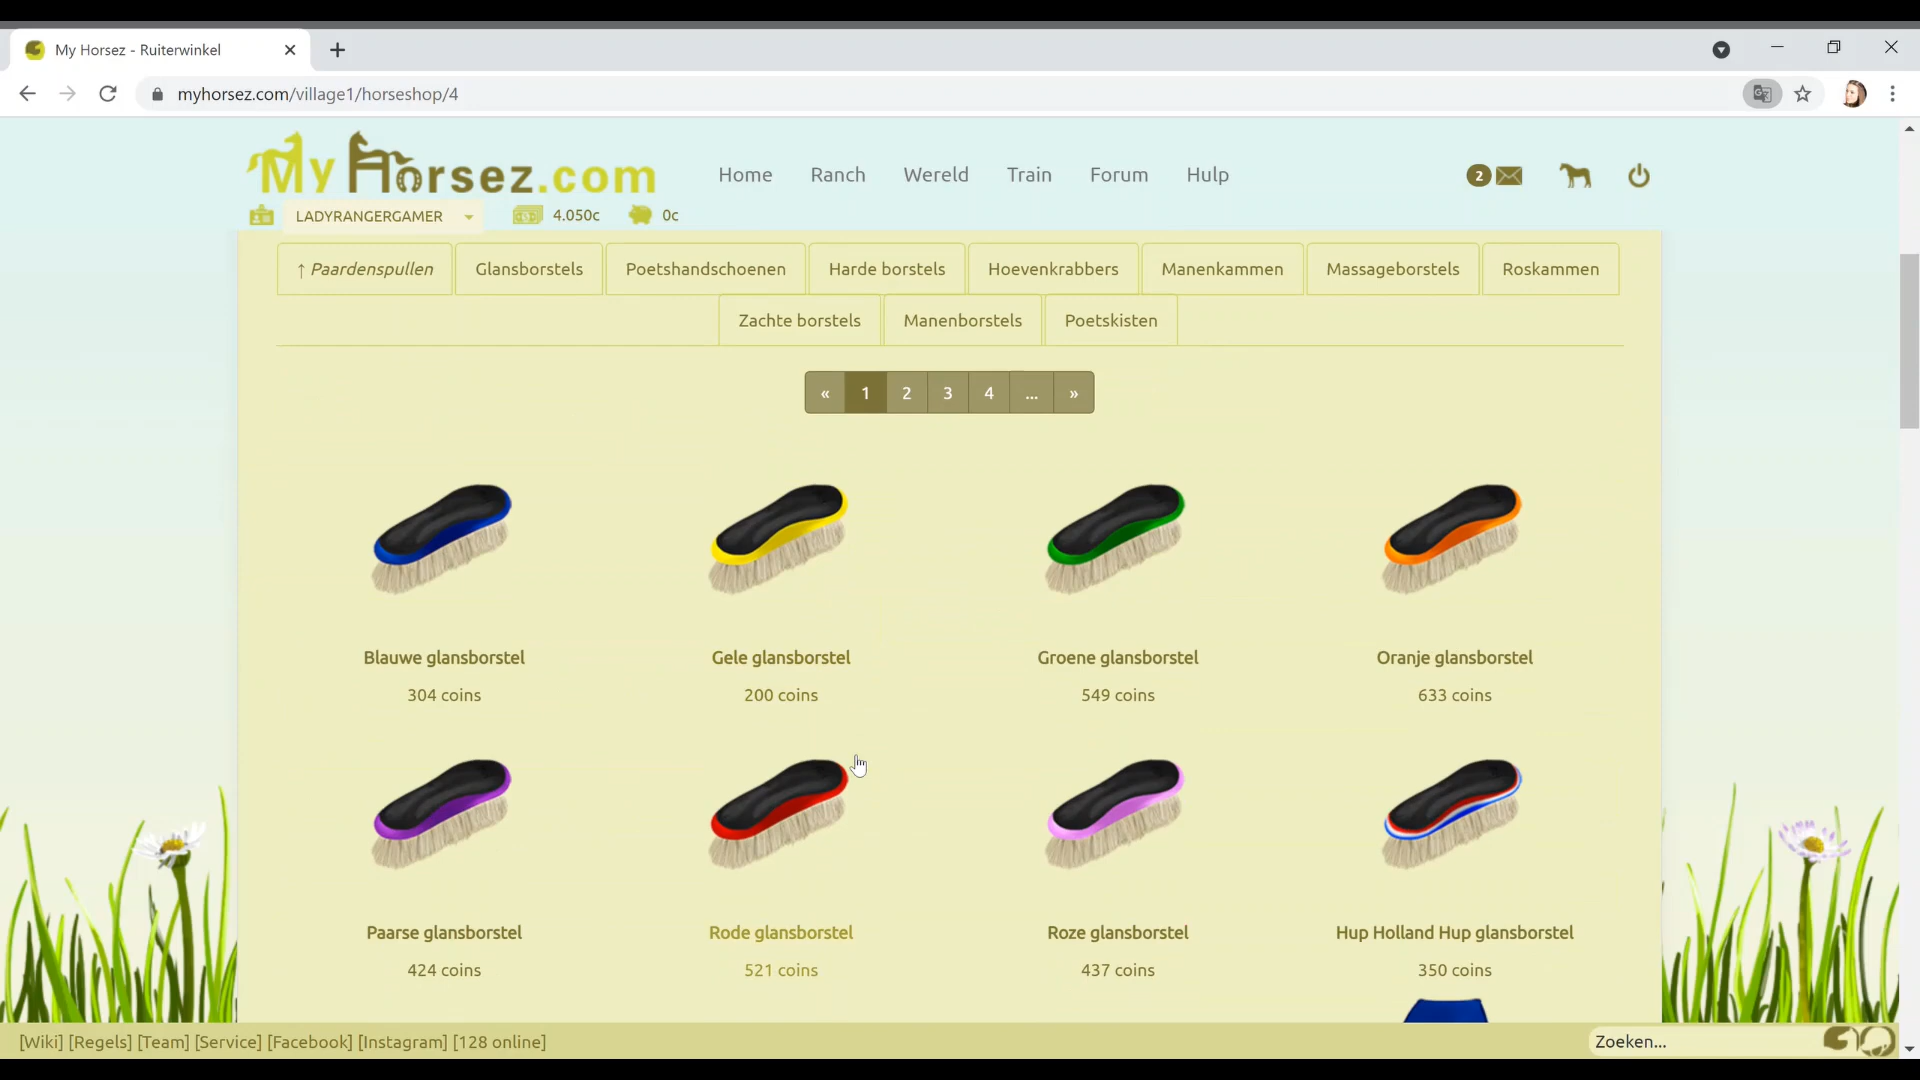 My Horsez - Ruiterwinkel
myhorsez.com/village1/horseshop/4
My Horsez.com
Home Ranch Wereld Train Forum Hulp
2
LADYRANGERGAMER 4.050c 0c
↑ Paardenspullen Glansborstels Poetshandschoenen Harde borstels Hoevenkrabbers Manenkammen Massageborstels Roskammen
Zachte borstels Manenborstels Poetskisten
« 1 2 3 4 ... »
Blauwe glansborstel Gele glansborstel Groene glansborstel Oranje glansborstel
304 coins 200 coins 549 coins 633 coins
Paarse glansborstel Rode glansborstel Roze glansborstel Hup Holland Hup glansborstel
424 coins 521 coins 437 coins 350 coins
[Wiki] [Regels] [Team] [Service] [Facebook] [Instagram] [128 online] Zoeken...